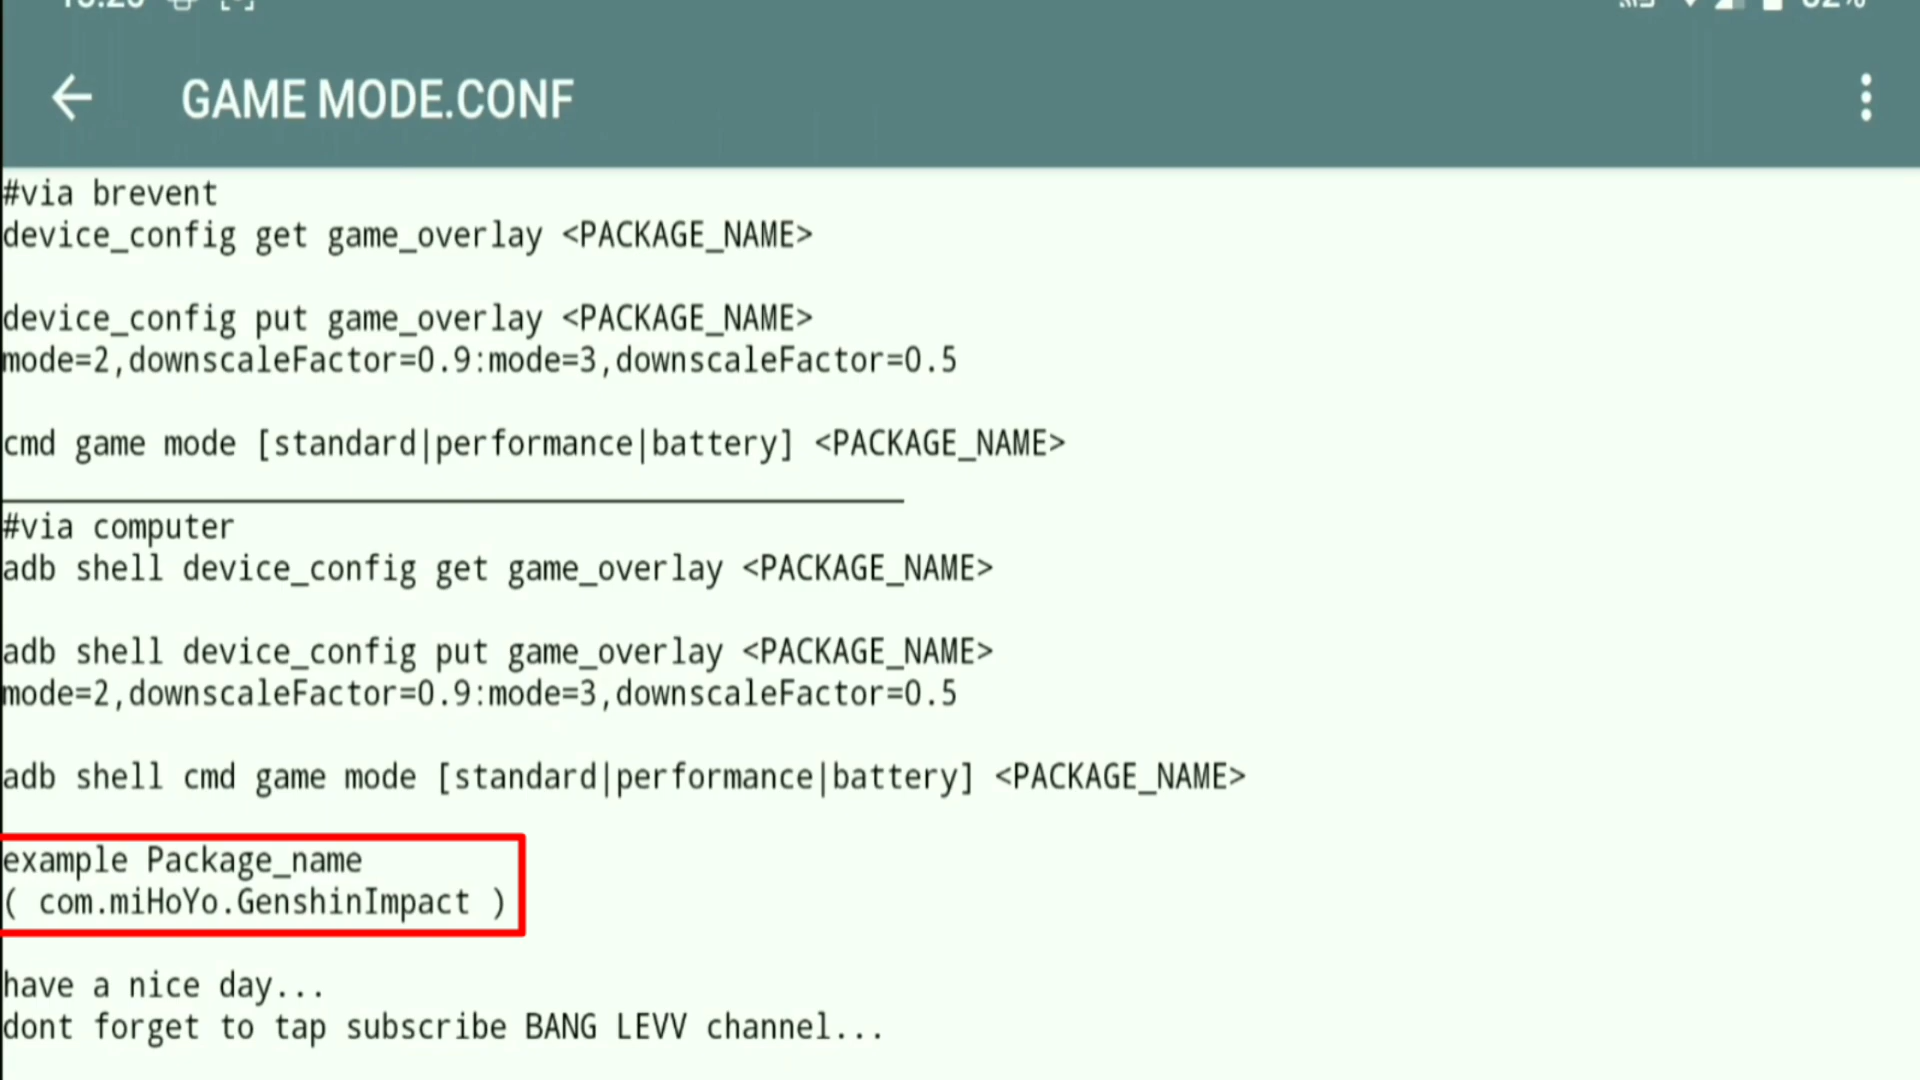 GAME MODE.CONF
#via brevent
device_config get game_overlay <PACKAGE_NAME>
device_config put game_overlay <PACKAGE_NAME>
mode=2,downscaleFactor=0.9:mode=3,downscaleFactor=0.5
cmd game mode [standard|performance|battery] <PACKAGE_NAME>
#via computer
adb shell device_config get game_overlay <PACKAGE_NAME>
adb shell device_config put game_overlay <PACKAGE_NAME>
mode=2,downscaleFactor=0.9:mode=3,downscaleFactor=0.5
adb shell cmd game mode [standard|performance|battery] <PACKAGE_NAME>
example Package_name
( com.miHoYo.GenshinImpact )
have a nice day...
dont forget to tap subscribe BANG LEVV channel...